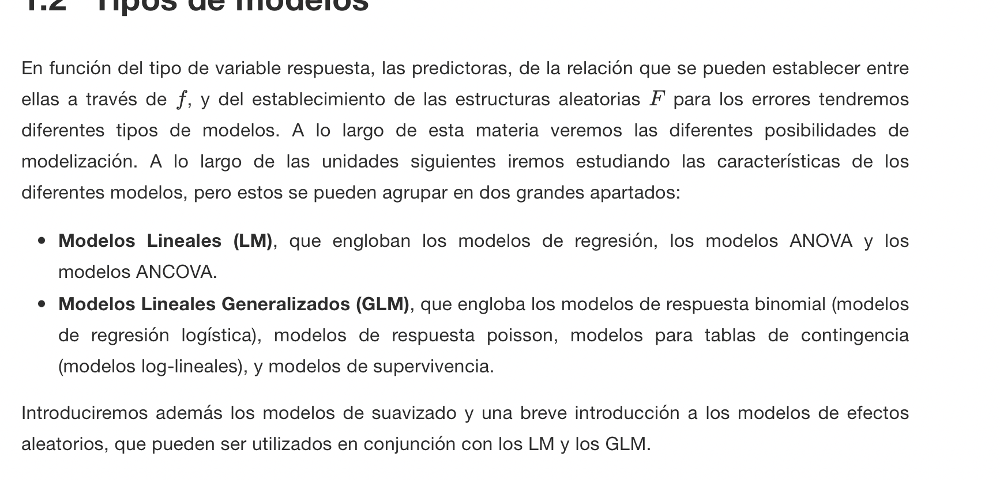 1.2 Tipos de modelos
En función del tipo de variable respuesta, las predictoras, de la relación que se pueden establecer entre
ellas a través de f, y del establecimiento de las estructuras aleatorias F para los errores tendremos
diferentes tipos de modelos. A lo largo de esta materia veremos las diferentes posibilidades de
modelización. A lo largo de las unidades siguientes iremos estudiando las características de los
diferentes modelos, pero estos se pueden agrupar en dos grandes apartados:
• Modelos Lineales (LM), que engloban los modelos de regresión, los modelos ANOVA y los
modelos ANCOVA.
• Modelos Lineales Generalizados (GLM), que engloba los modelos de respuesta binomial (modelos
de regresión logística), modelos de respuesta poisson, modelos para tablas de contingencia
(modelos log-lineales), y modelos de supervivencia.
Introduciremos además los modelos de suavizado y una breve introducción a los modelos de efectos
aleatorios, que pueden ser utilizados en conjunción con los LM y los GLM.